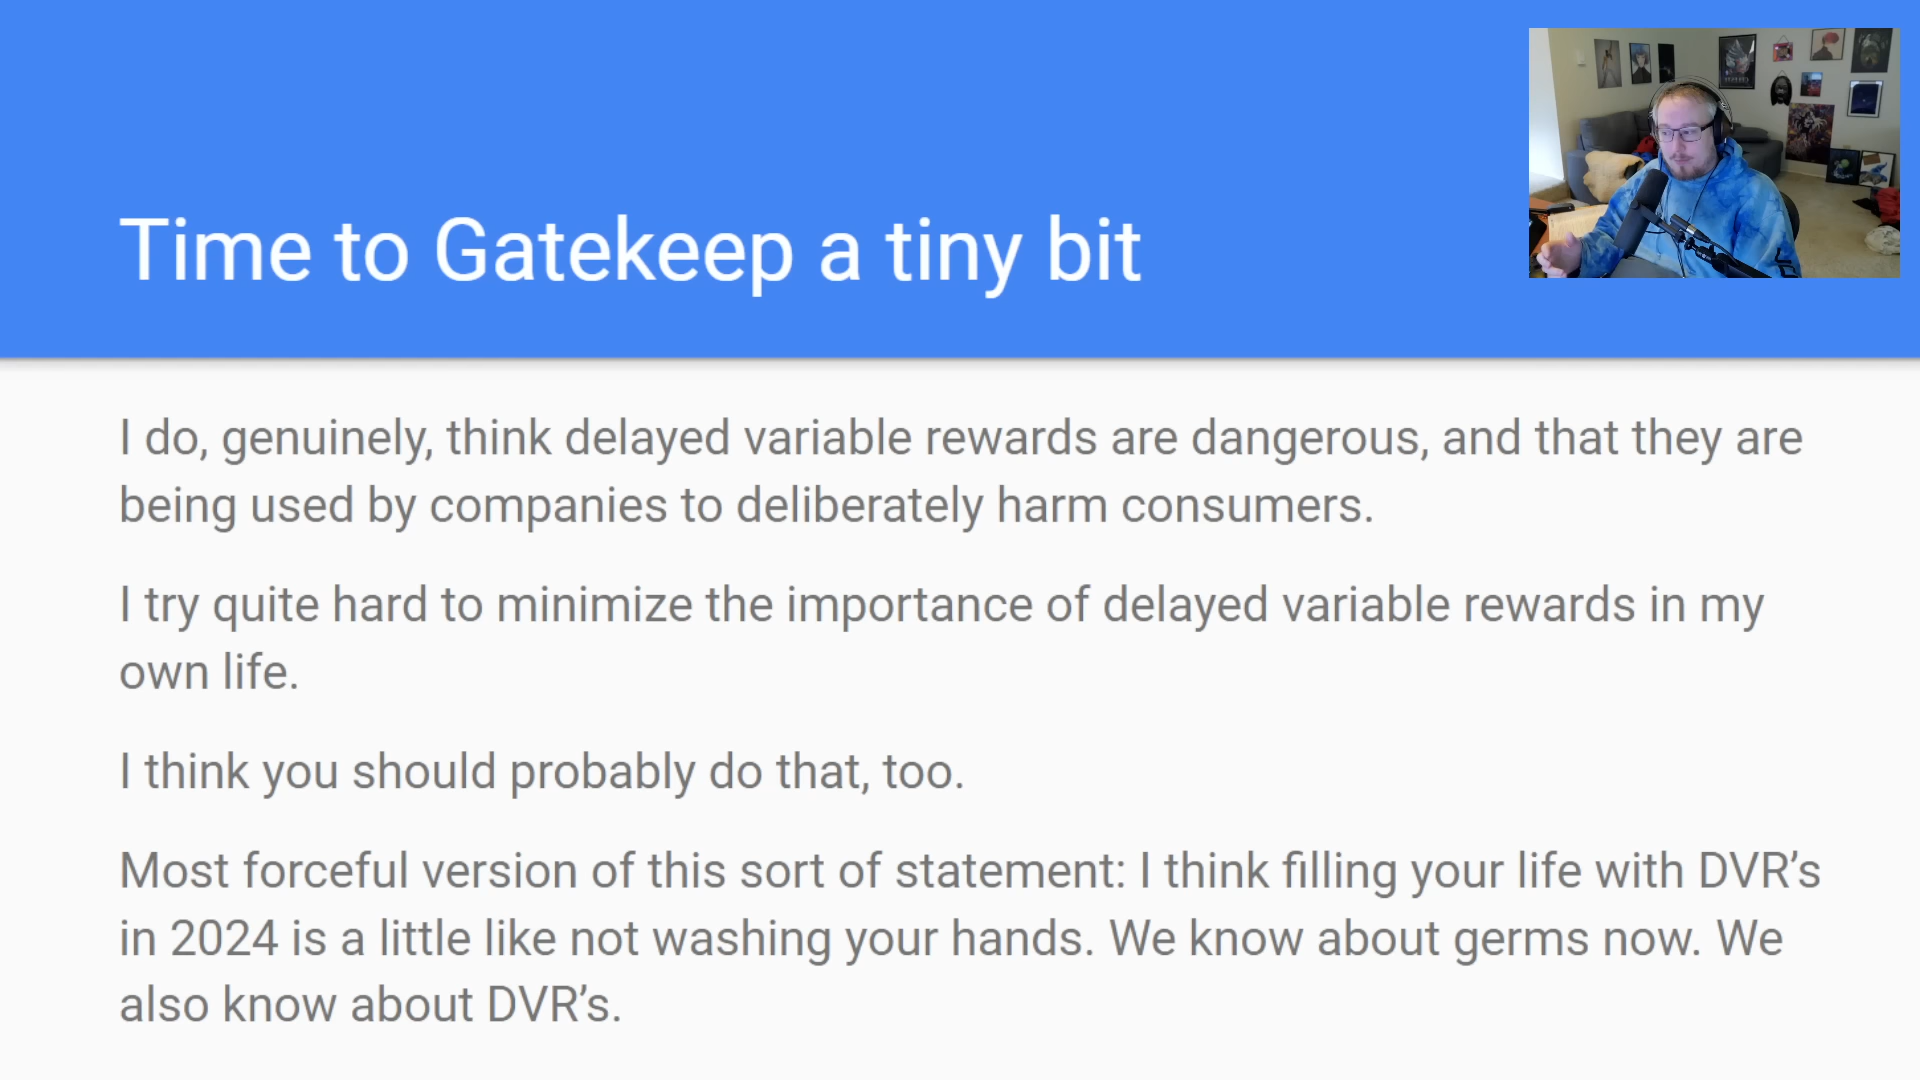 Time to Gatekeep a tiny bit
I do, genuinely, think delayed variable rewards are dangerous, and that they are
being used by companies to deliberately harm consumers.
I try quite hard to minimize the importance of delayed variable rewards in my
own life.
I think you should probably do that, too.
Most forceful version of this sort of statement: I think filling your life with DVR’s
in 2024 is a little like not washing your hands. We know about germs now. We
also know about DVR’s.